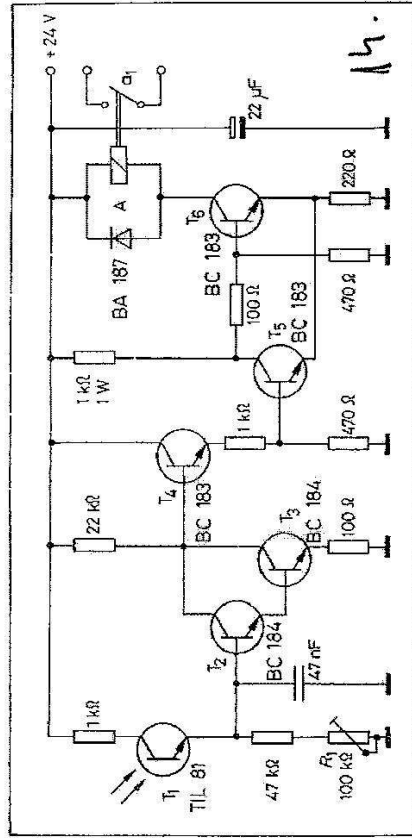 + 24 V
1 kΩ
T1
TIL 81
47 kΩ
R1
100 kΩ
22 kΩ
T2
BC 184
47 nF
T3
BC 184
100 Ω
T4
BC 183
1 kΩ
470 Ω
1 kΩ
1 W
T5
BC 183
100 Ω
470 Ω
BA 187
A
a1
T6
BC 183
220 Ω
22 µF